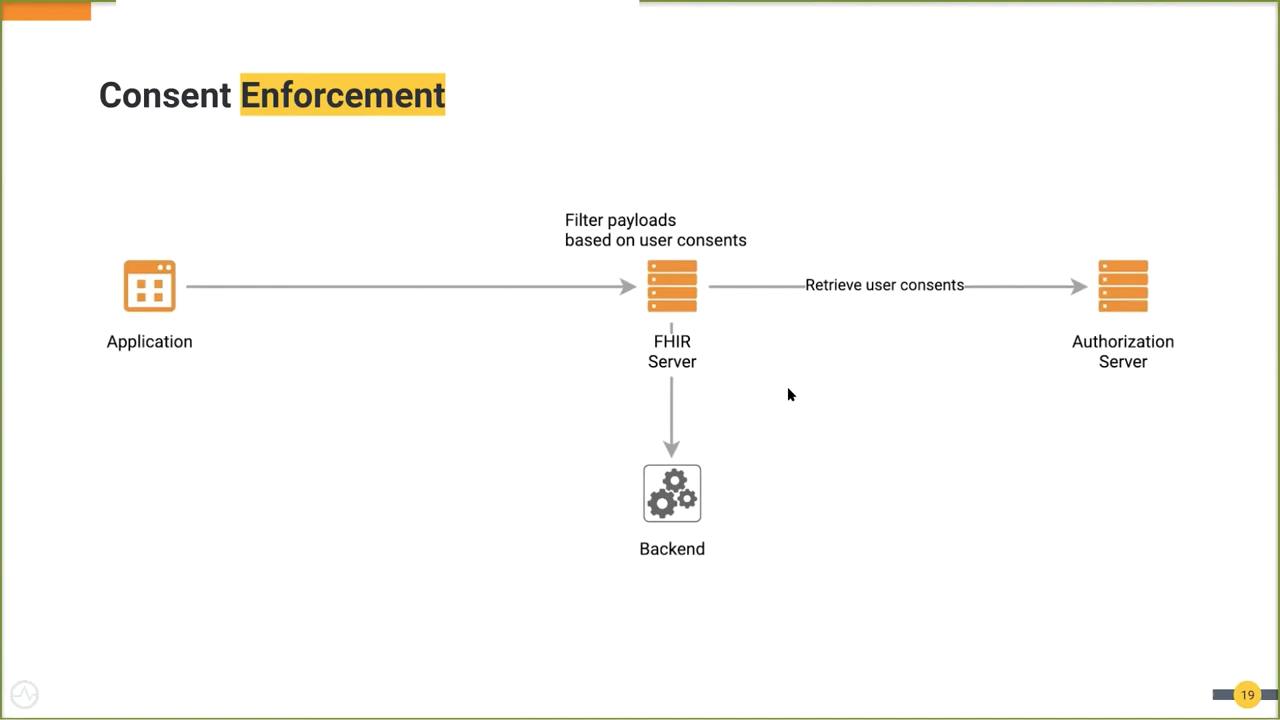 Consent Enforcement
Filter payloads
based on user consents
Retrieve user consents
Application
FHIR
Server
Authorization
Server
Backend
19